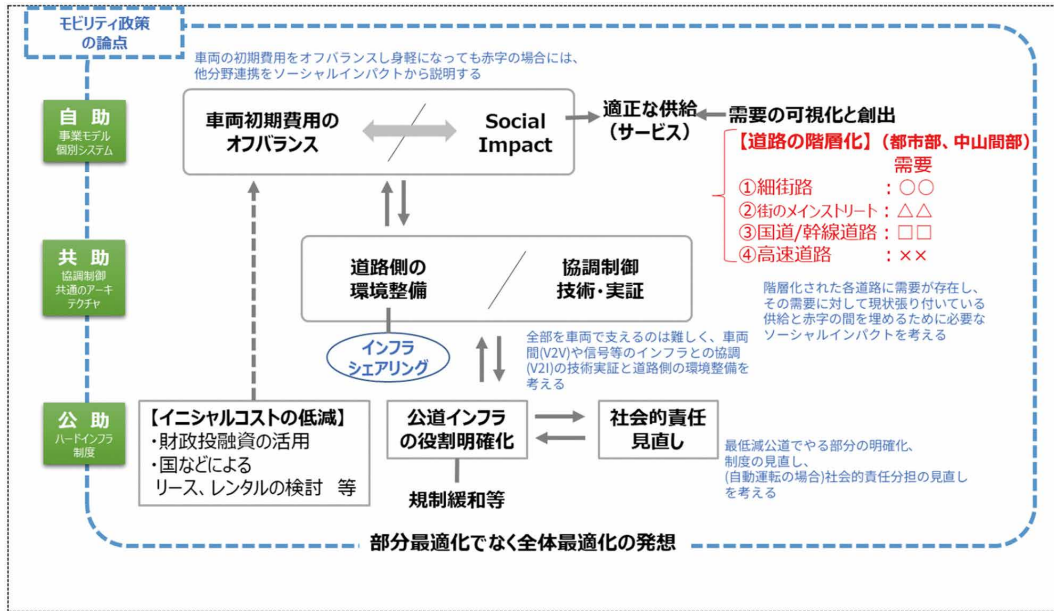 モビリティ政策
の論点
車両の初期費用をオフバランスし身軽になっても赤字の場合には、
他分野連携をソーシャルインパクトから説明する
自 助
事業モデル
個別システム
車両初期費用の
オフバランス
Social
Impact
適正な供給
(サービス)
需要の可視化と創出
【道路の階層化】(都市部、中山間部)
需要
①細街路 :○○
②街のメインストリート:△△
③国道/幹線道路:□□
④高速道路 :××
共 助
協調制御
共通のアーキ
テクチャ
道路側の
環境整備
協調制御
技術・実証
階層化された各道路に需要が存在し、
その需要に対して現状張り付いている
供給と赤字の間を埋めるために必要な
ソーシャルインパクトを考える
インフラ
シェアリング
全部を車両で支えるのは難しく、車両
間(V2V)や信号等のインフラとの協調
(V2I)の技術実証と道路側の環境整備を
考える
公 助
ハードインフラ
制度
【イニシャルコストの低減】
・財政投融資の活用
・国などによる
リース、レンタルの検討 等
公道インフラ
の役割明確化
社会的責任
見直し
規制緩和等
最低減公道でやる部分の明確化、
制度の見直し、
(自動運転の場合)社会的責任分担の見直し
を考える
部分最適化でなく全体最適化の発想